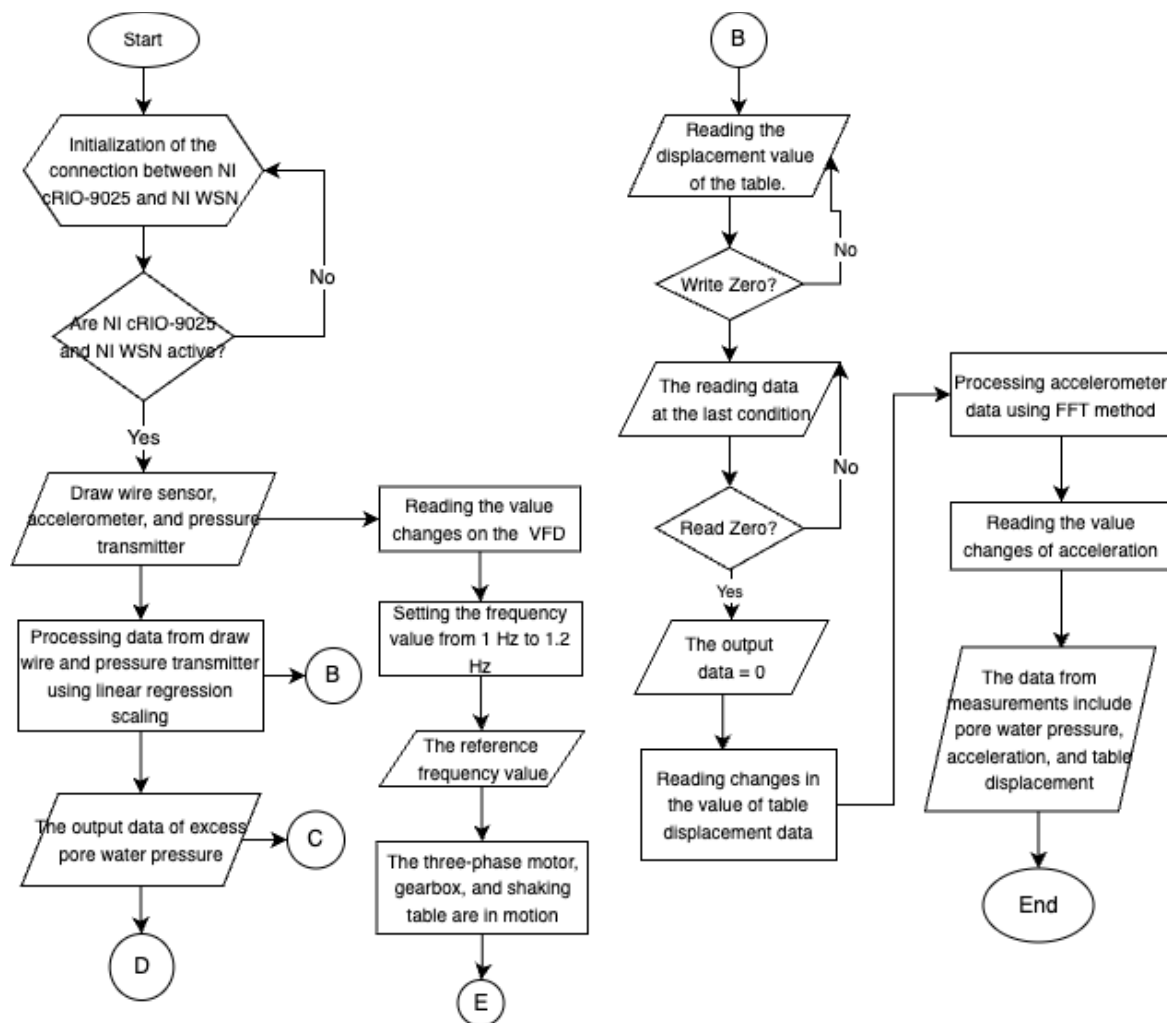 Start
Initialization of the
connection between NI
cRIO-9025 and NI WSN
No
Are NI cRIO-9025
and NI WSN active?
Yes
Draw wire sensor,
accelerometer, and pressure
transmitter
Processing data from draw
wire and pressure transmitter
using linear regression
scaling
B
The output data of excess
pore water pressure
C
D
Reading the value
changes on the VFD
Setting the frequency
value from 1 Hz to 1.2
Hz
The reference
frequency value
The three-phase motor,
gearbox, and shaking
table are in motion
E
B
Reading the
displacement value
of the table.
No
Write Zero?
The reading data
at the last condition
No
Read Zero?
Yes
The output
data = 0
Reading changes in
the value of table
displacement data
Processing accelerometer
data using FFT method
Reading the value
changes of acceleration
The data from
measurements include
pore water pressure,
acceleration, and table
displacement
End